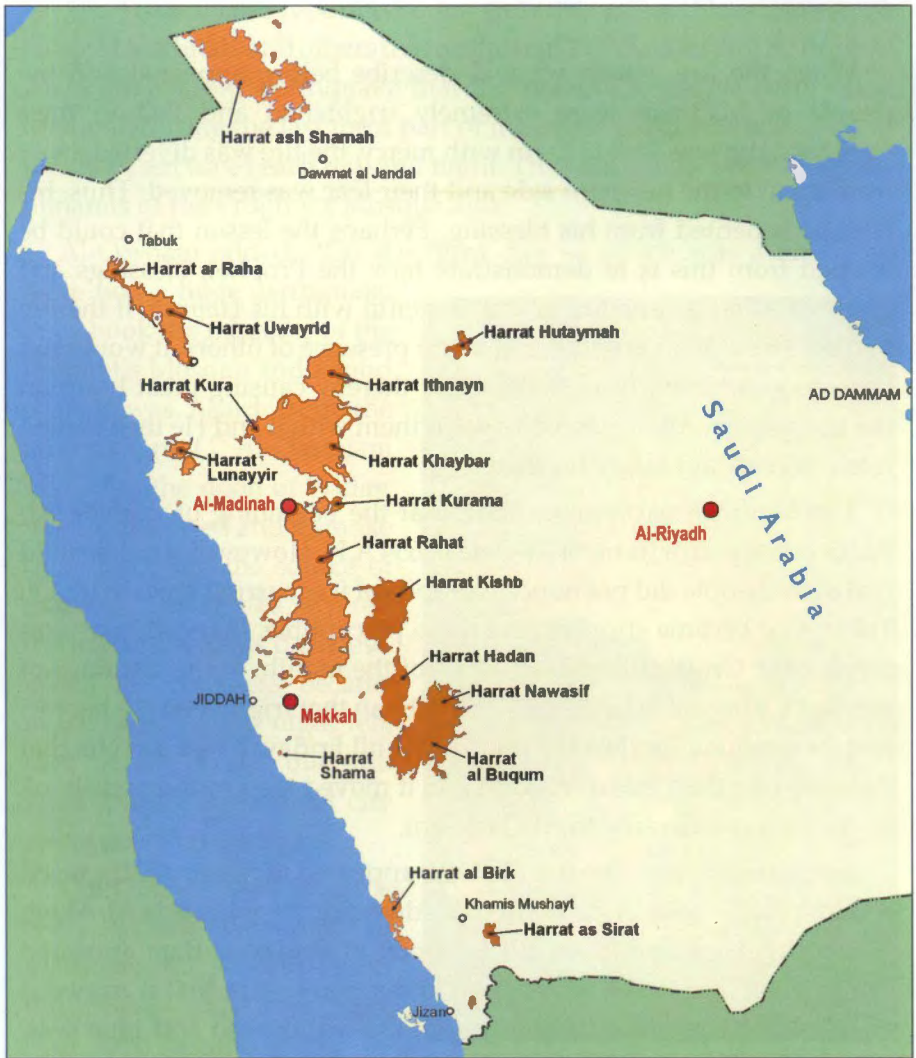 Harrat ash Shamah
Dawmat al Jandal
Tabuk
Harrat ar Raha
Harrat Uwayrid
Harrat Hutaymah
Harrat Kura
Harrat Ithnayn
AD DAMMAM
Harrat
Lunayyir
Harrat Khaybar
Al-Madinah
Harrat Kurama
Saudi Arabia
Al-Riyadh
Harrat Rahat
Harrat Kishb
Harrat Hadan
Harrat Nawasif
JIDDAH
Makkah
Harrat
Shama
Harrat
al Buqum
Harrat al Birk
Khamis Mushayt
Harrat as Sirat
Jizan